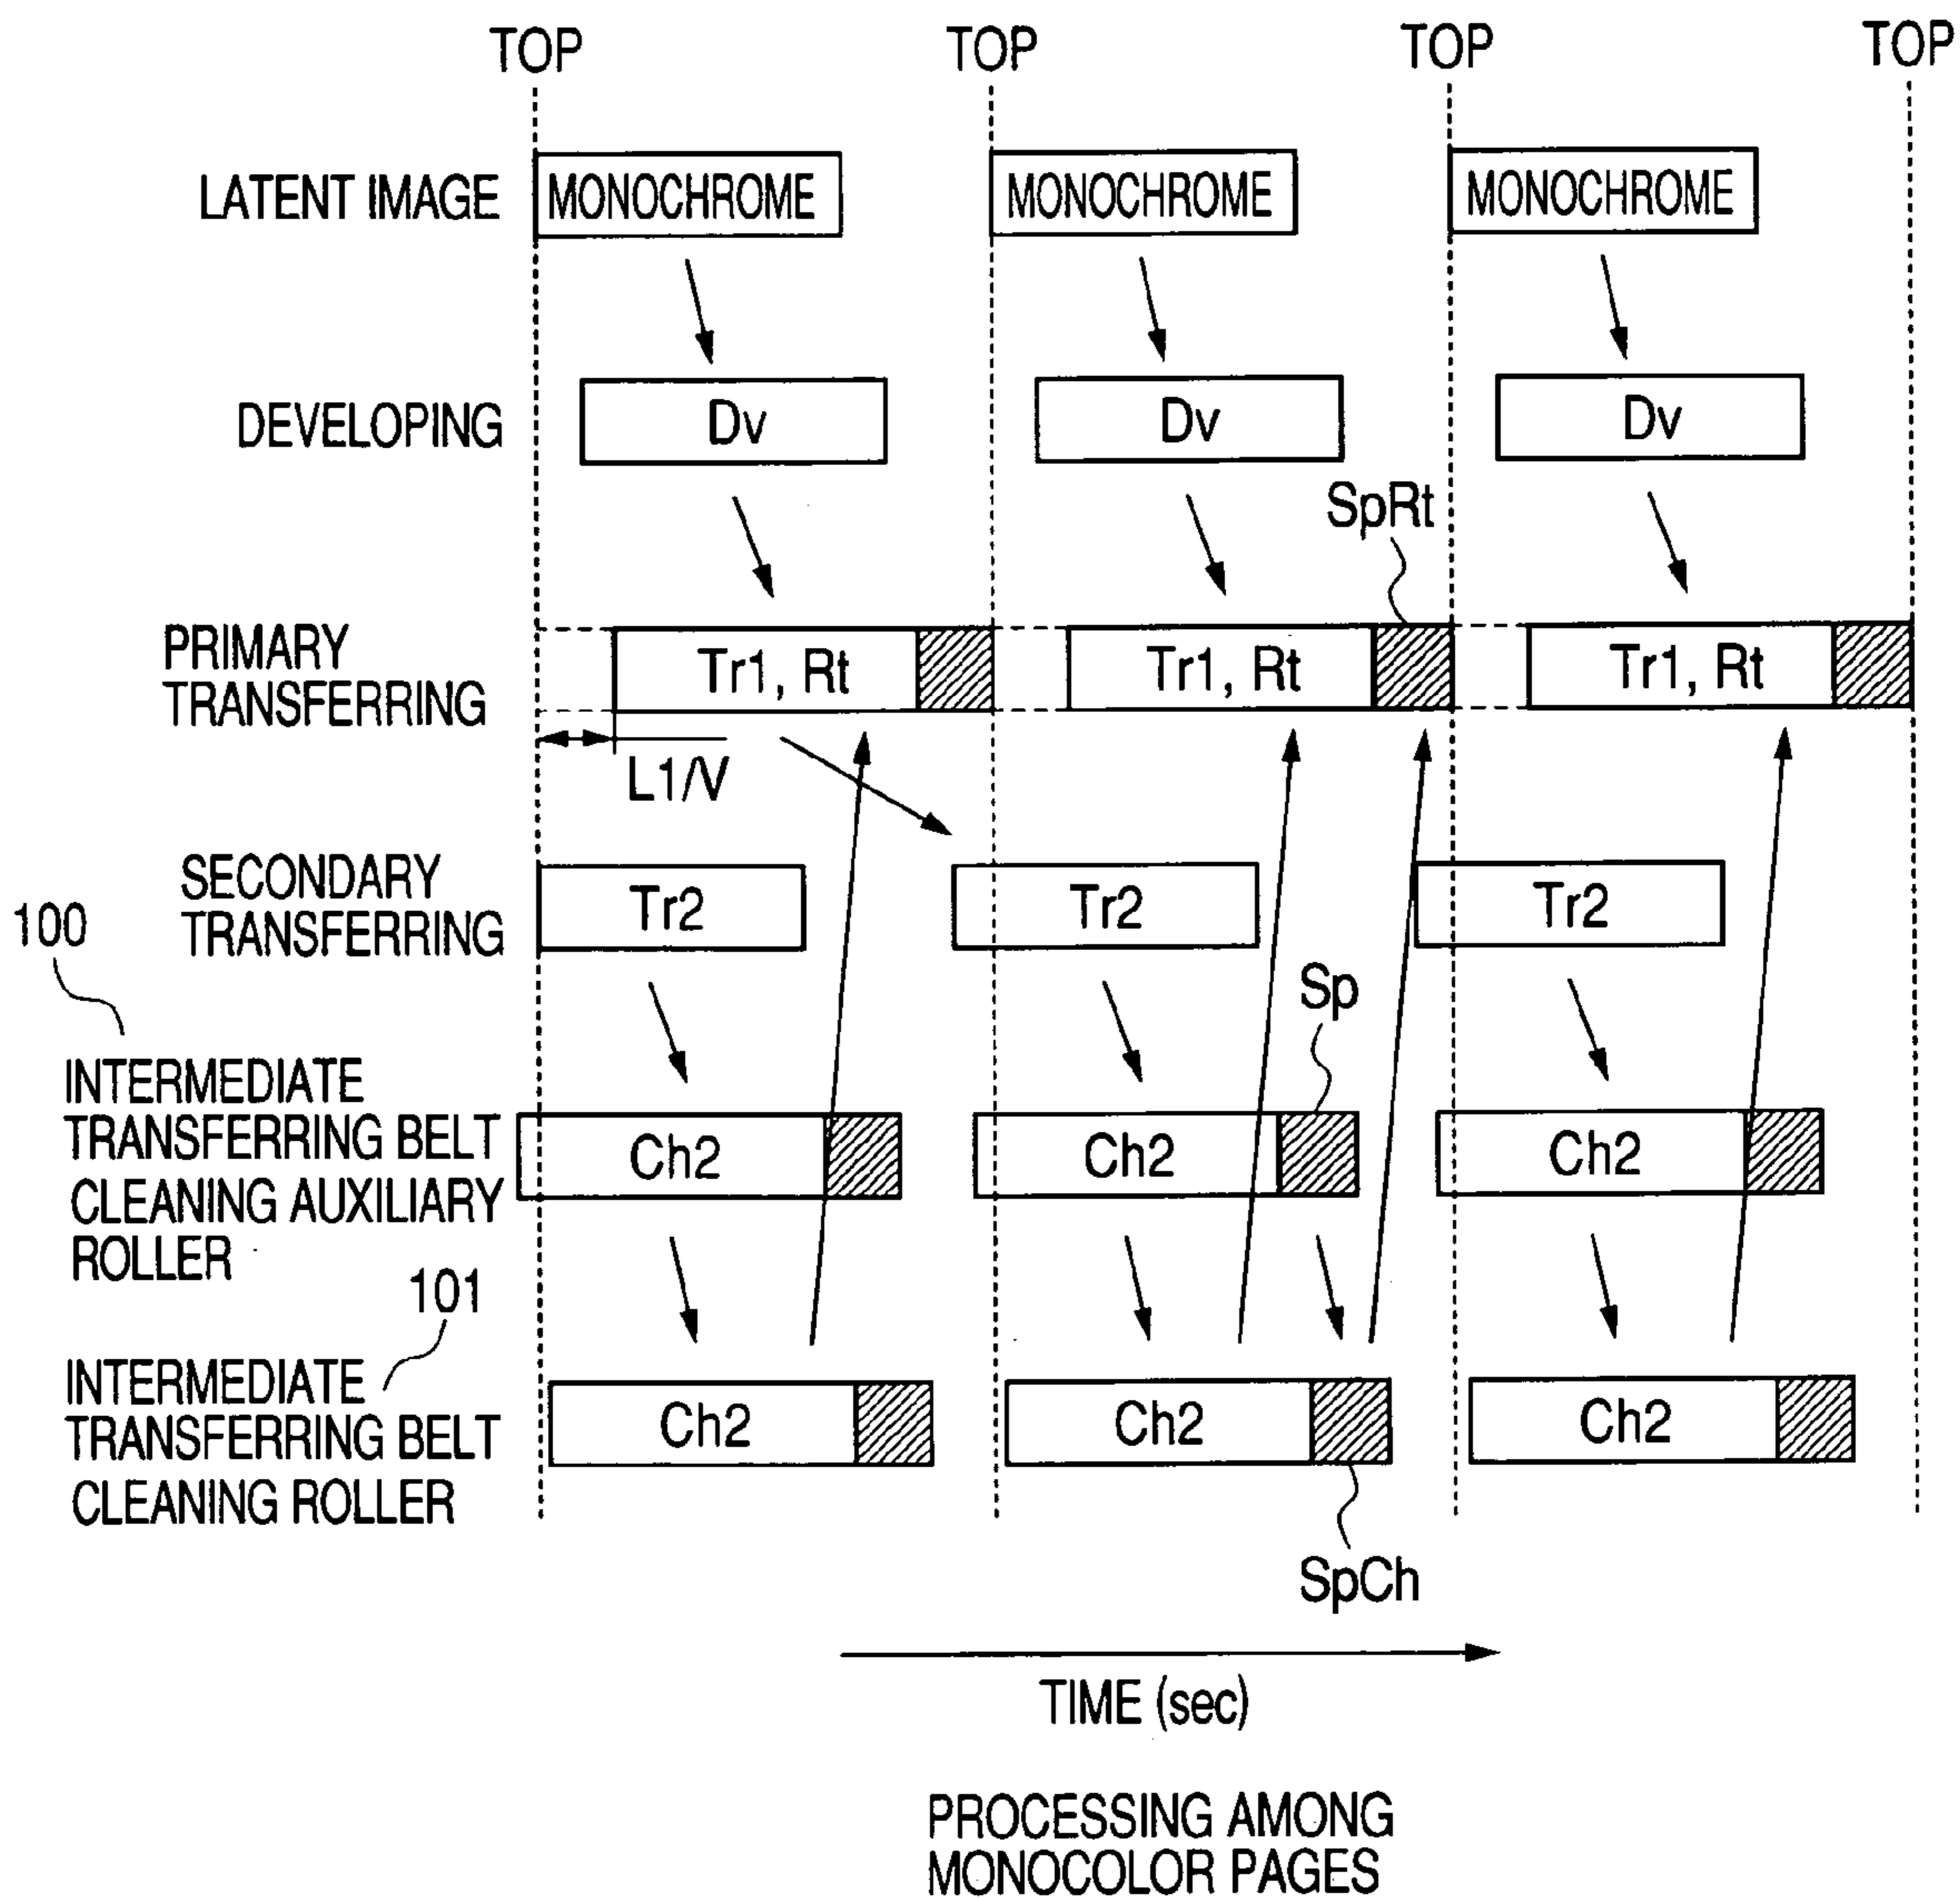 TOP TOP TOP TOP
LATENT IMAGE
MONOCHROME MONOCHROME MONOCHROME
DEVELOPING
Dv Dv Dv
SpRt
PRIMARY
TRANSFERRING
Tr1, Rt Tr1, Rt Tr1, Rt
L1/V
SECONDARY
TRANSFERRING
Tr2 Tr2 Tr2
100
Sp
INTERMEDIATE
TRANSFERRING BELT
CLEANING AUXILIARY
ROLLER
Ch2 Ch2 Ch2
101
INTERMEDIATE
TRANSFERRING BELT
CLEANING ROLLER
Ch2 Ch2 Ch2
SpCh
TIME (sec)
PROCESSING AMONG
MONOCOLOR PAGES